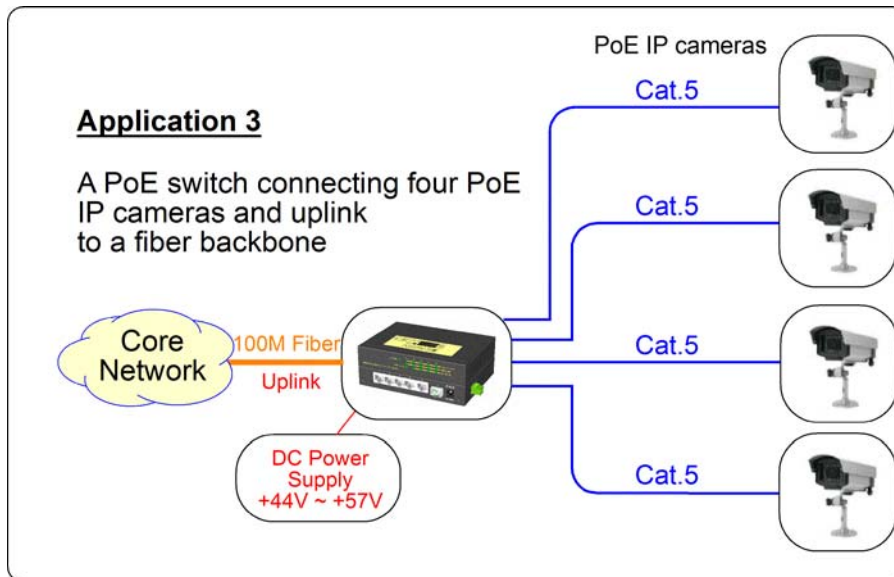 PoE IP cameras
Cat.5
Application 3
A PoE switch connecting four PoE
IP cameras and uplink
to a fiber backbone
Cat.5
Core
Network
100M Fiber
Uplink
Cat.5
DC Power
Supply
+44V ~ +57V
Cat.5